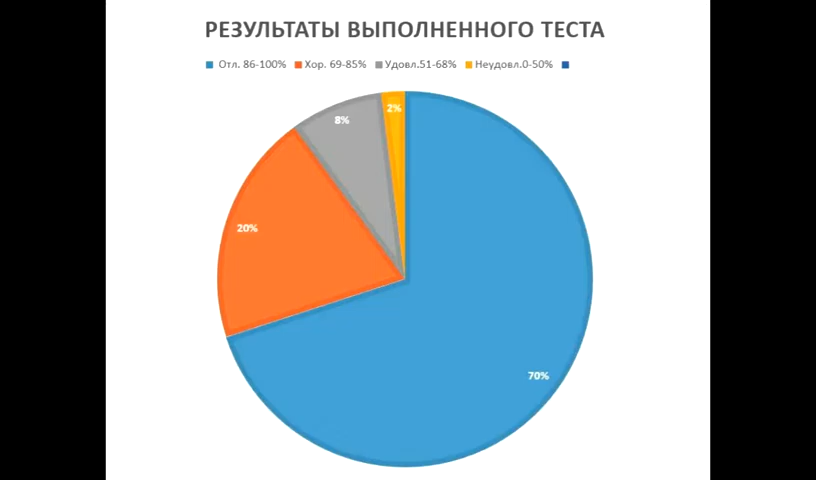 РЕЗУЛЬТАТЫ ВЫПОЛНЕННОГО ТЕСТА
Отл. 86-100% Хор. 69-85% Удовл.51-68% Неудовл.0-50%
2%
8%
20%
70%